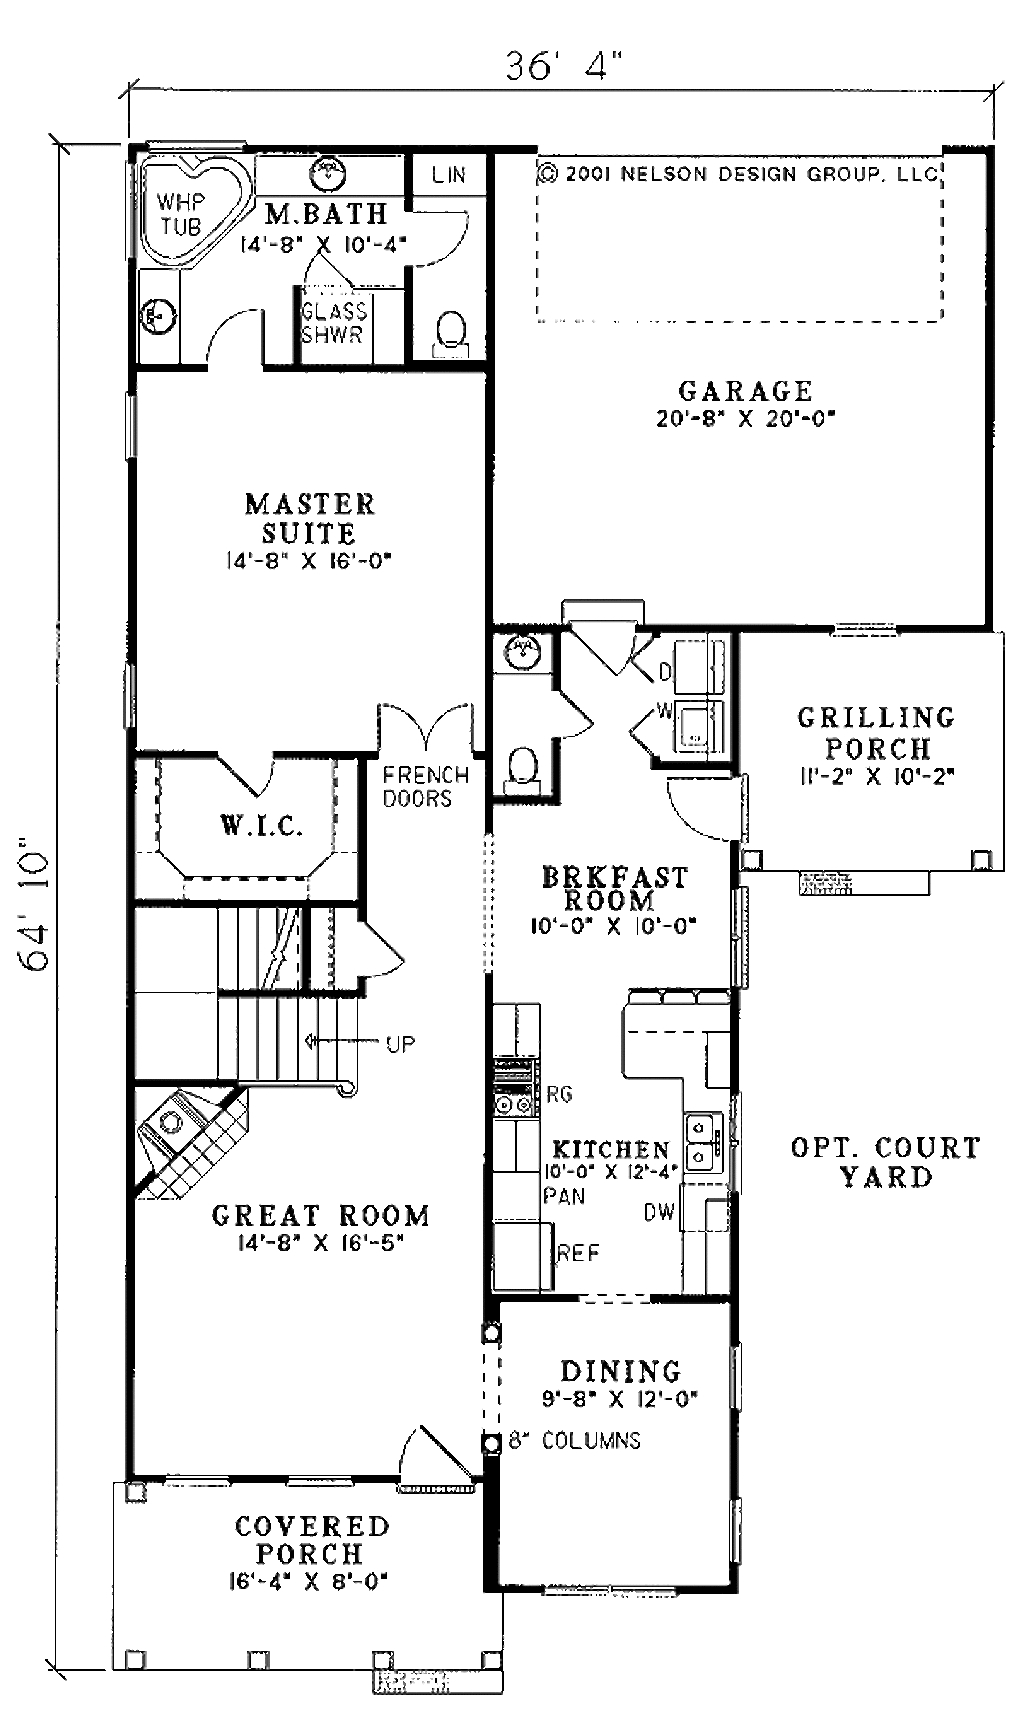 36' 4"
© 2001 NELSON DESIGN GROUP, LLC
LIN
WHP
TUB
M.BATH
14'-8" X 10'-4"
GLASS
SHWR
GARAGE
20'-8" X 20'-0"
MASTER
SUITE
14'-8" X 16'-0"
D
W
GRILLING
PORCH
11'-2" X 10'-2"
FRENCH
DOORS
W.I.C.
64' 10"
BRKFAST
ROOM
10'-0" X 10'-0"
UP
RG
KITCHEN
10'-0" X 12'-4"
PAN
DW
REF
OPT. COURT
YARD
GREAT ROOM
14'-8" X 16'-5"
DINING
9'-8" X 12'-0"
8" COLUMNS
COVERED
PORCH
16'-4" X 8'-0"